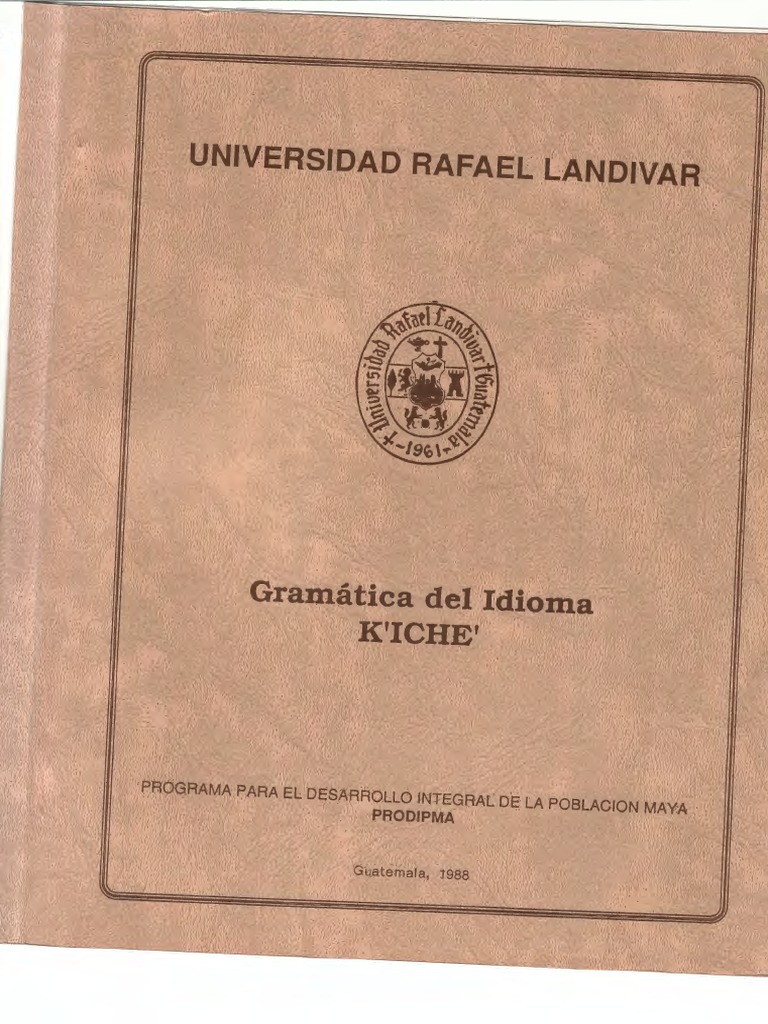 UNIVERSIDAD RAFAEL LANDIVAR
Universidad Rafael Landivar Guatemala
1961
Gramática del Idioma
K'ICHE'
PROGRAMA PARA EL DESARROLLO INTEGRAL DE LA POBLACION MAYA
PRODIPMA
Guatemala, 1988